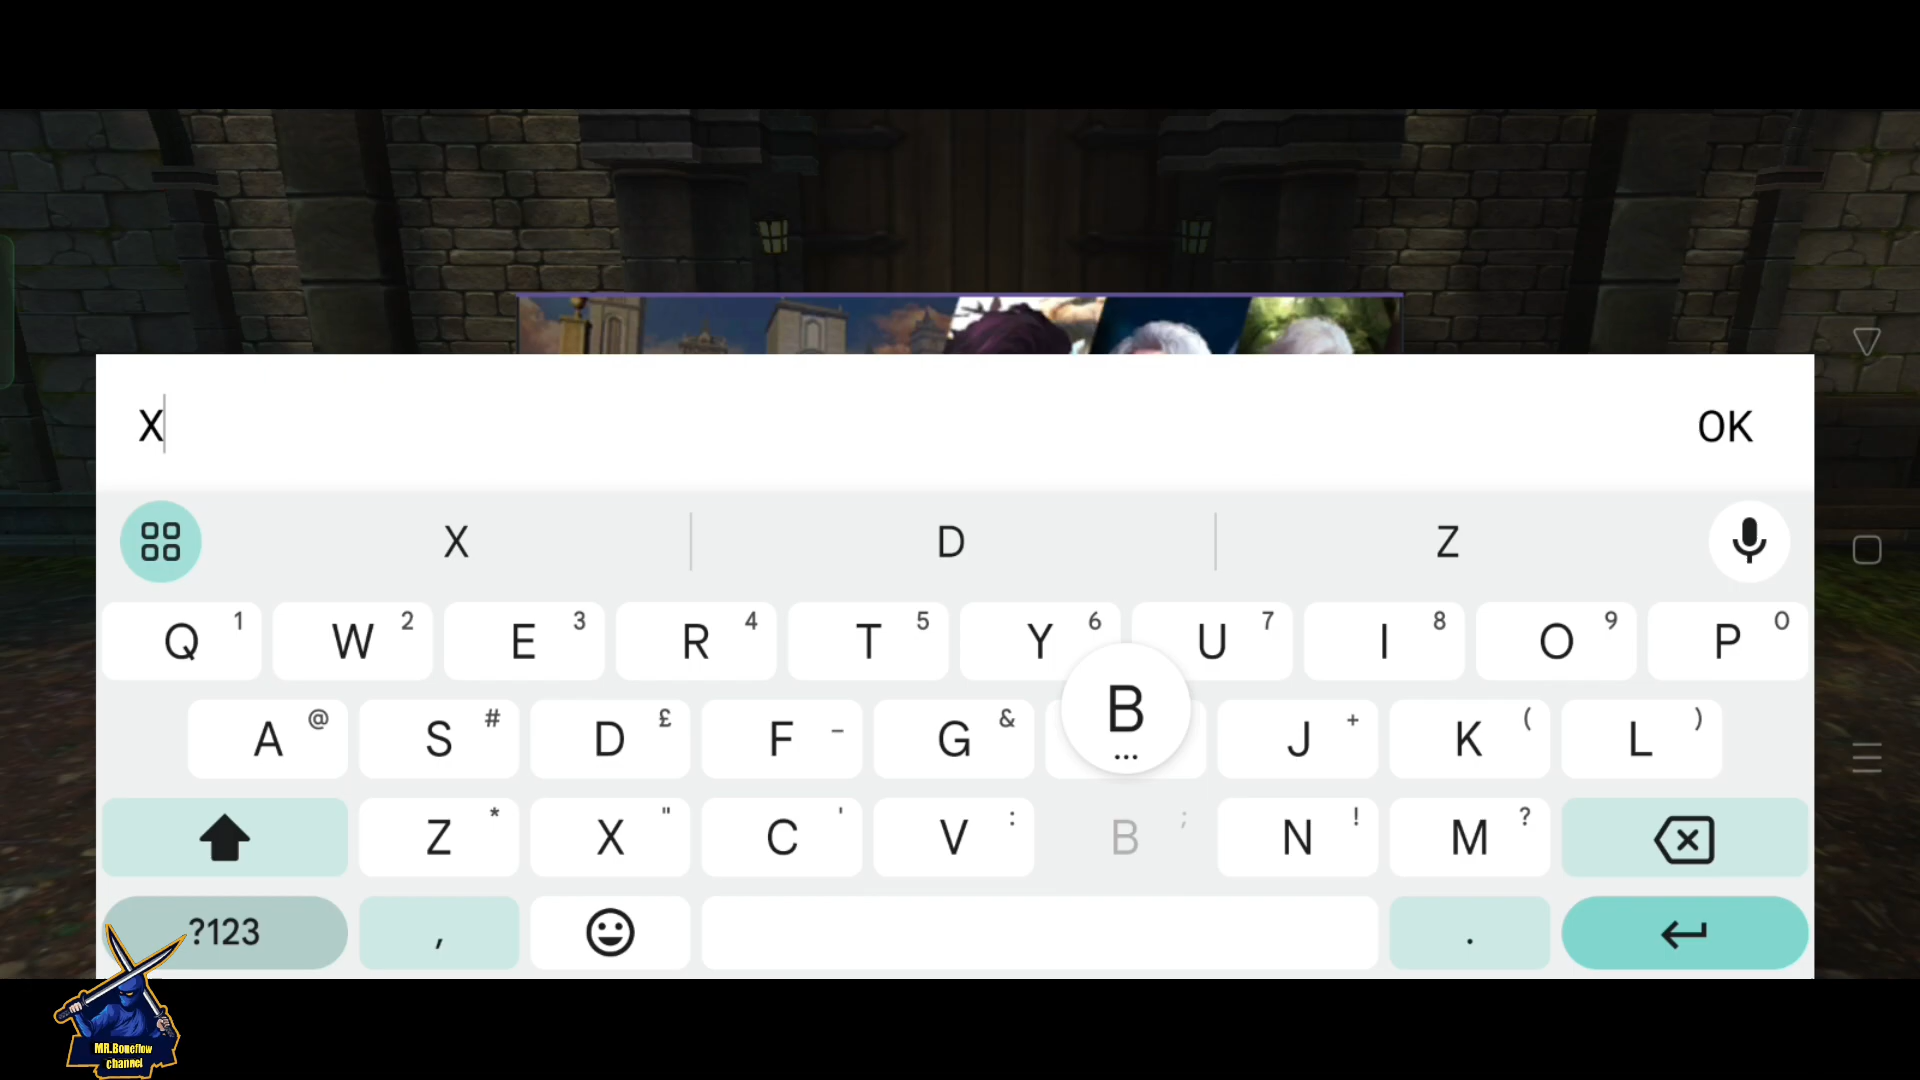 X OK
X D Z
Q 1 W 2 E 3 R 4 T 5 Y 6 U 7 I 8 O 9 P 0
A @ S # D £ F _ G & B ... J + K ( L )
Z * X " C ' V : B ; N ! M ?
?123 , .
MR.Boneflow
channel